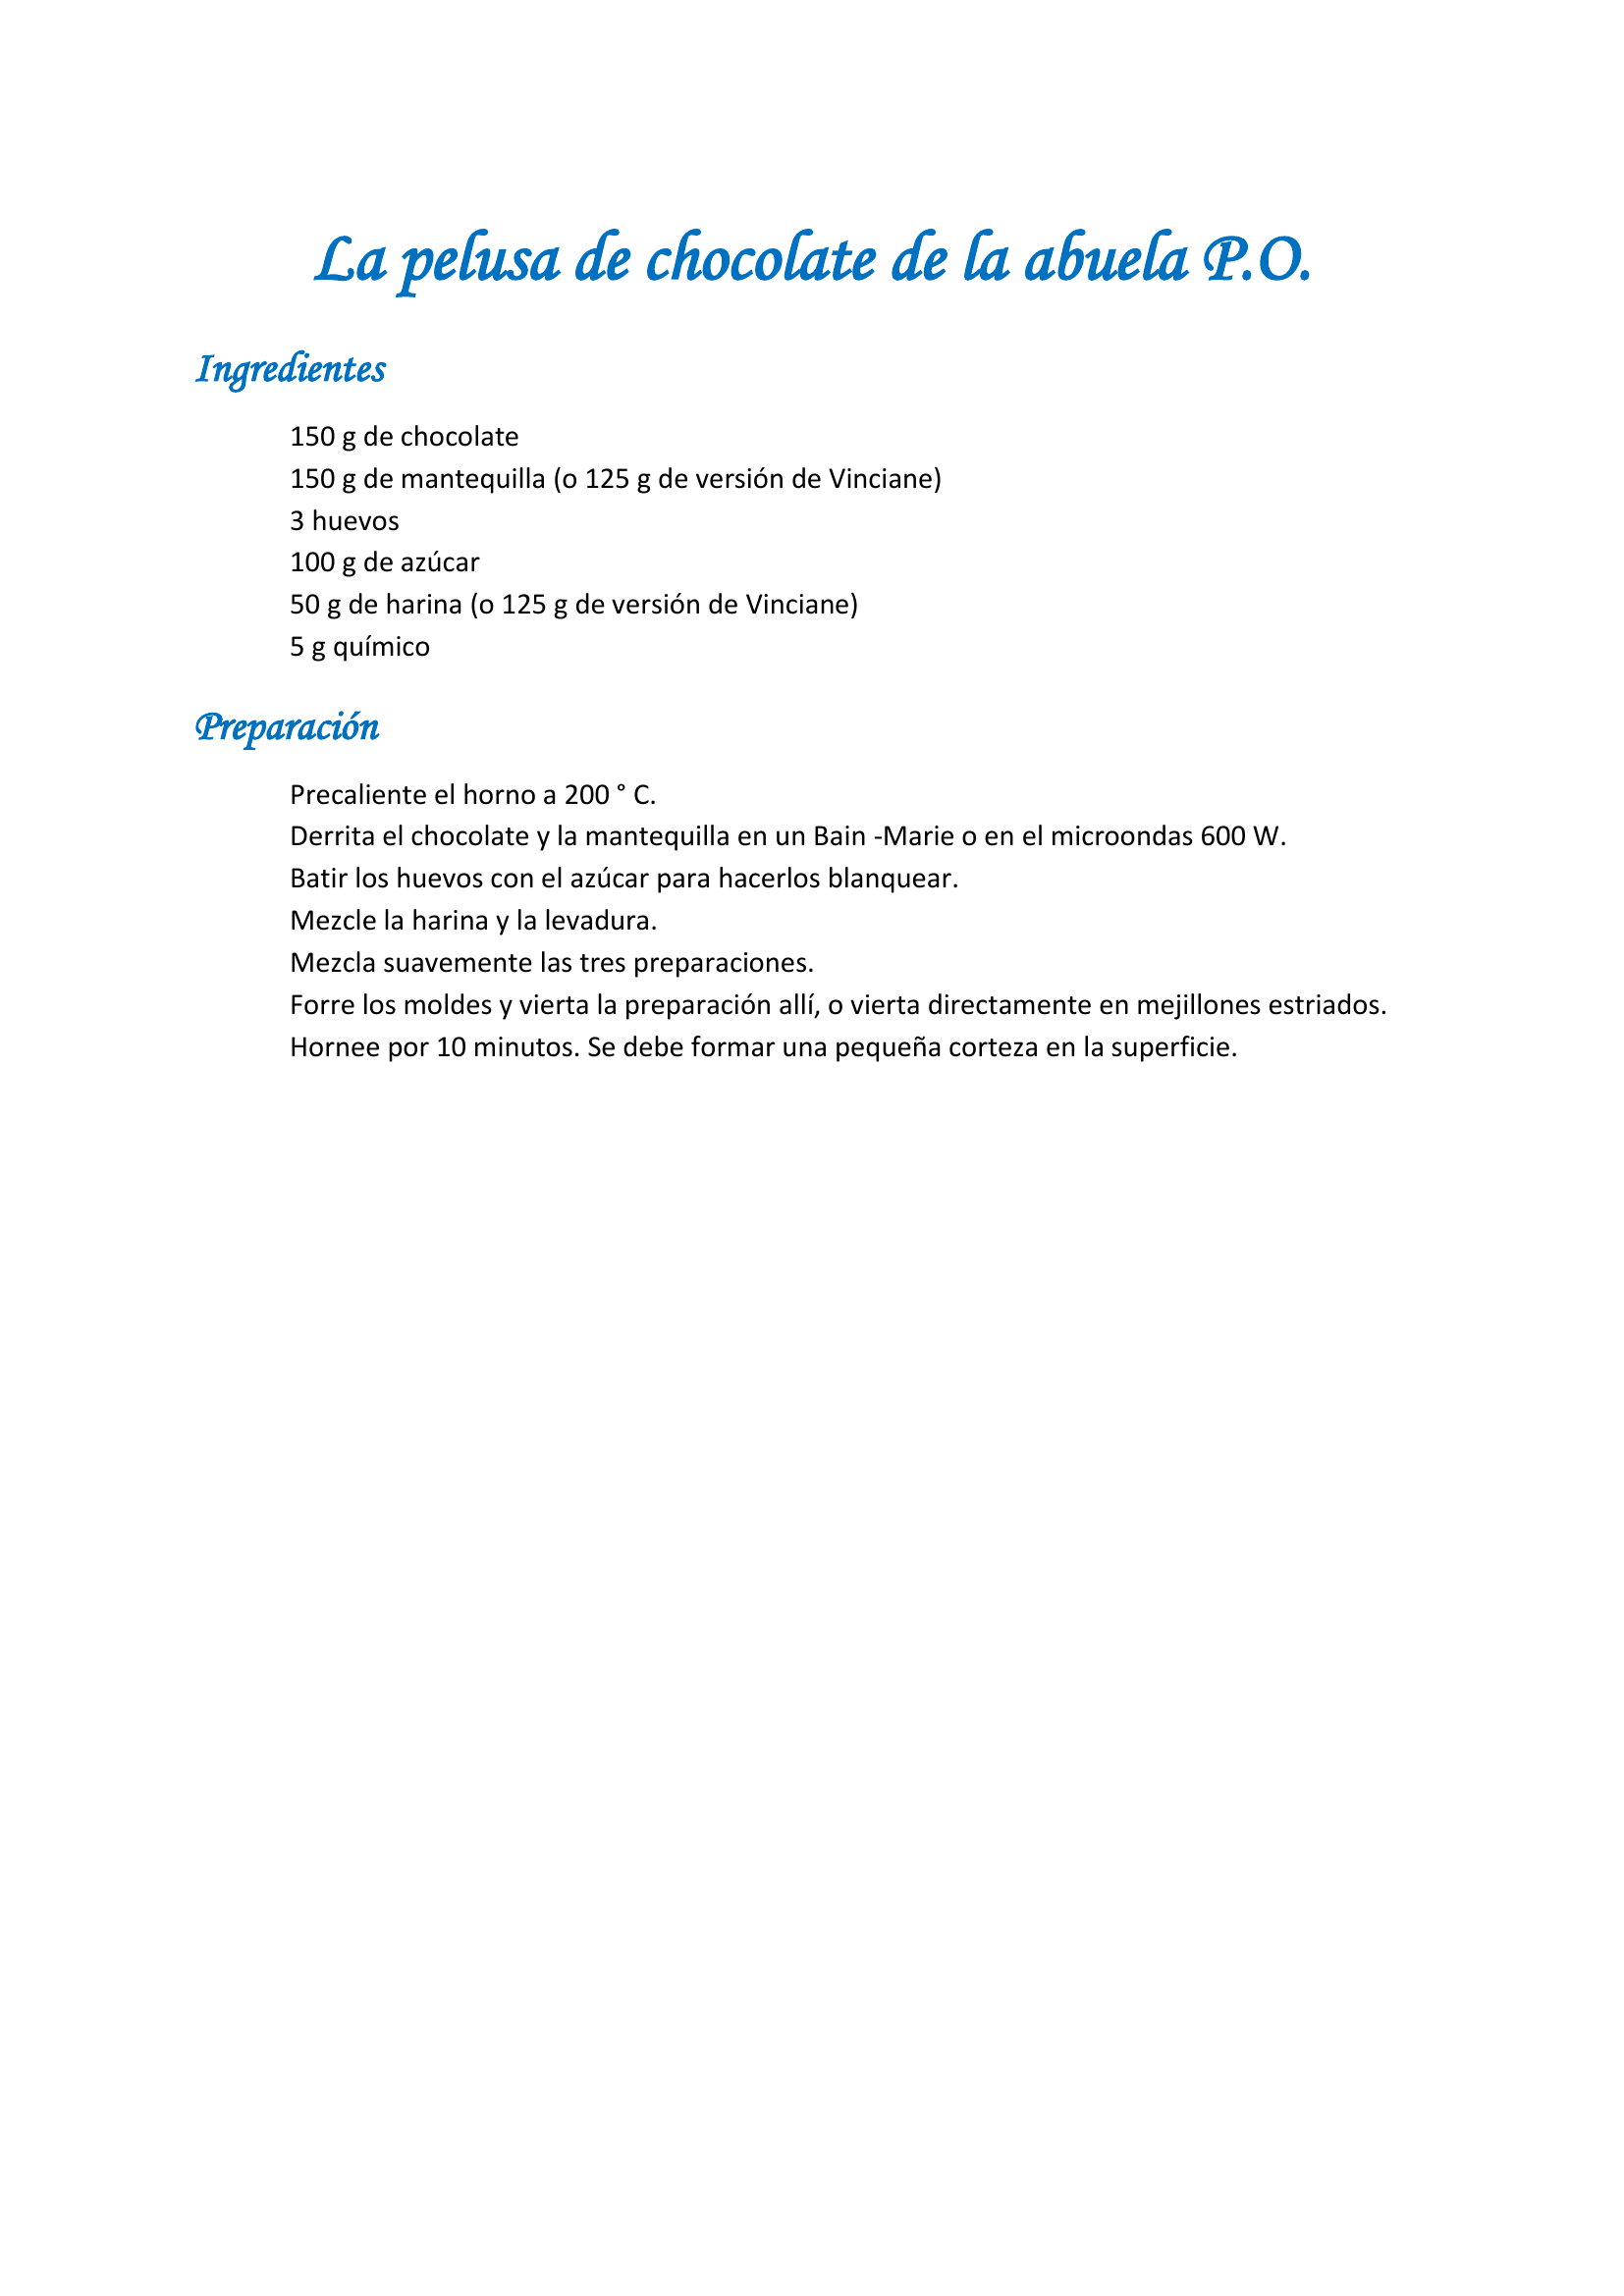 La pelusa de chocolate de la abuela P.O.
Ingredientes
150 g de chocolate
150 g de mantequilla (o 125 g de versión de Vinciane)
3 huevos
100 g de azúcar
50 g de harina (o 125 g de versión de Vinciane)
5 g químico
Preparación
Precaliente el horno a 200 ° C.
Derrita el chocolate y la mantequilla en un Bain -Marie o en el microondas 600 W.
Batir los huevos con el azúcar para hacerlos blanquear.
Mezcle la harina y la levadura.
Mezcla suavemente las tres preparaciones.
Forre los moldes y vierta la preparación allí, o vierta directamente en mejillones estriados.
Hornee por 10 minutos. Se debe formar una pequeña corteza en la superficie.